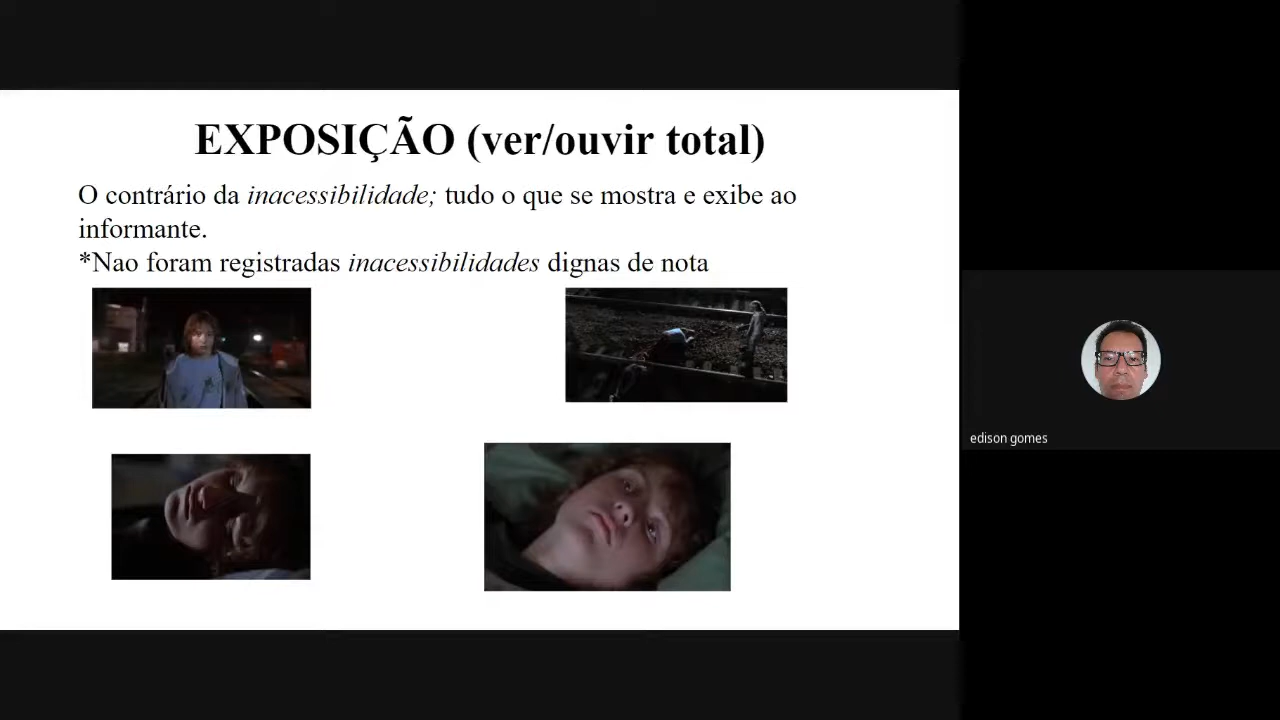 EXPOSIÇÃO (ver/ouvir total)
O contrário da inacessibilidade; tudo o que se mostra e exibe ao
informante.
*Nao foram registradas inacessibilidades dignas de nota
edison gomes